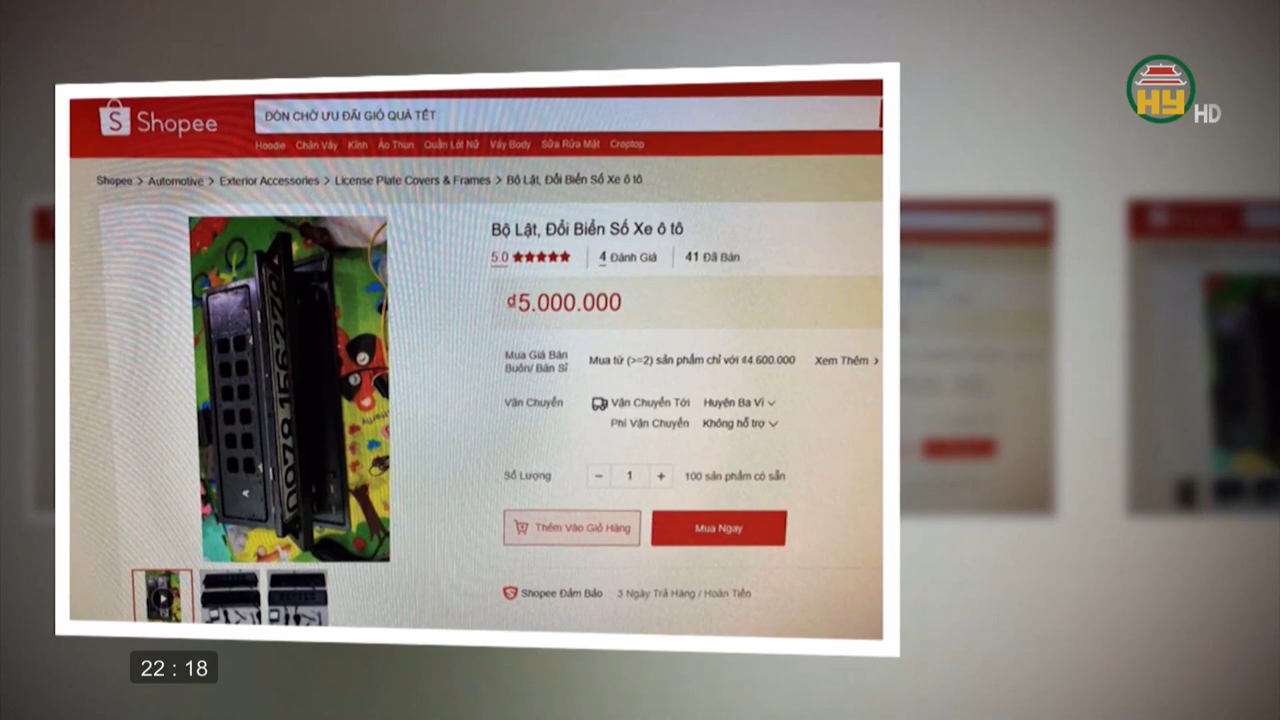 HY HD
S Shopee
ĐÓN CHỜ ƯU ĐÃI GIỎ QUÀ TẾT
Hoodie Chân Váy Kính Áo Thun Quần Lót Nữ Váy Body Sữa Rửa Mặt Croptop
Shopee > Automotive > Exterior Accessories > License Plate Covers & Frames > Bộ Lật, Đổi Biển Số Xe ô tô
Bộ Lật, Đổi Biển Số Xe ô tô
5.0 ★★★★★ 4 Đánh Giá 41 Đã Bán
₫5.000.000
Mua Giá Bán Buôn/ Bán Sỉ Mua từ (>=2) sản phẩm chỉ với ₫4.600.000 Xem Thêm >
Vận Chuyển Vận Chuyển Tới Huyện Ba Vì
Phí Vận Chuyển Không hỗ trợ
Số Lượng − 1 + 100 sản phẩm có sẵn
Thêm Vào Giỏ Hàng Mua Ngay
Shopee Đảm Bảo 3 Ngày Trả Hàng / Hoàn Tiền
22 : 18